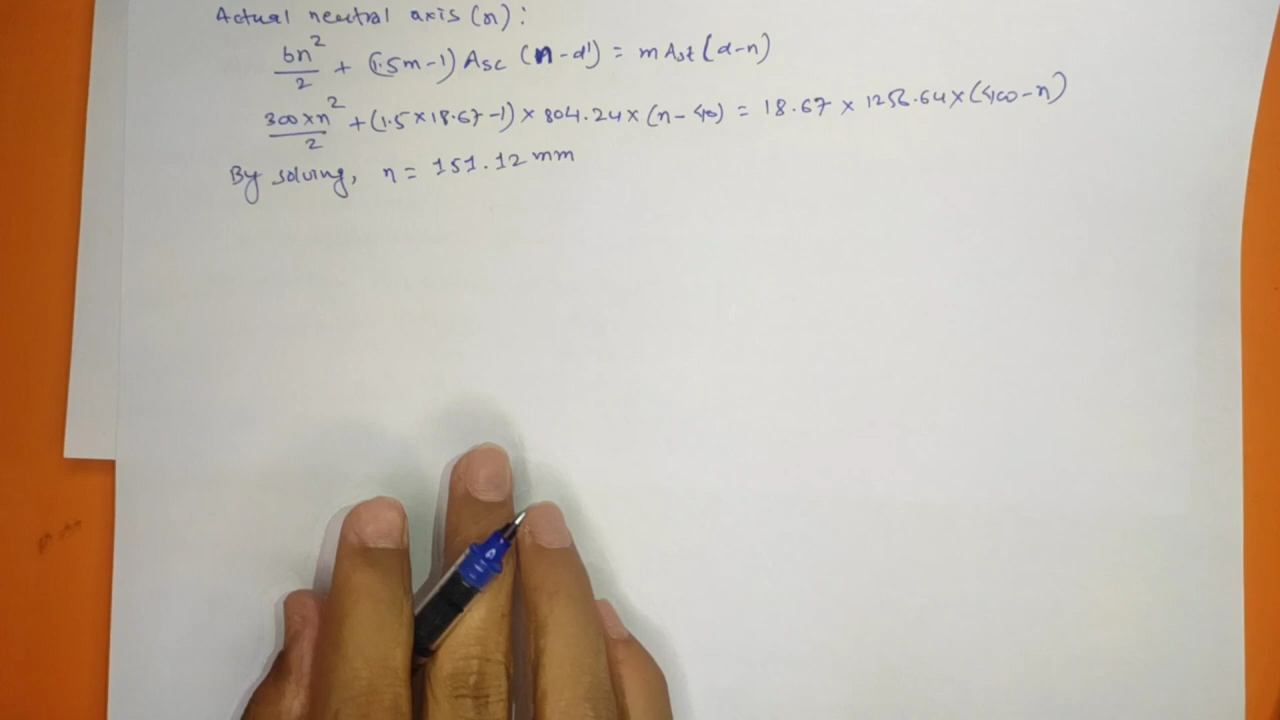 Actual neutral axis (n):
bn²/2 + (1.5m-1) Asc (n-d') = m Ast (d-n)
300×n²/2 + (1.5×18.67-1) × 804.24 × (n-40) = 18.67 × 1256.64 × (400-n)
By solving, n = 151.12 mm